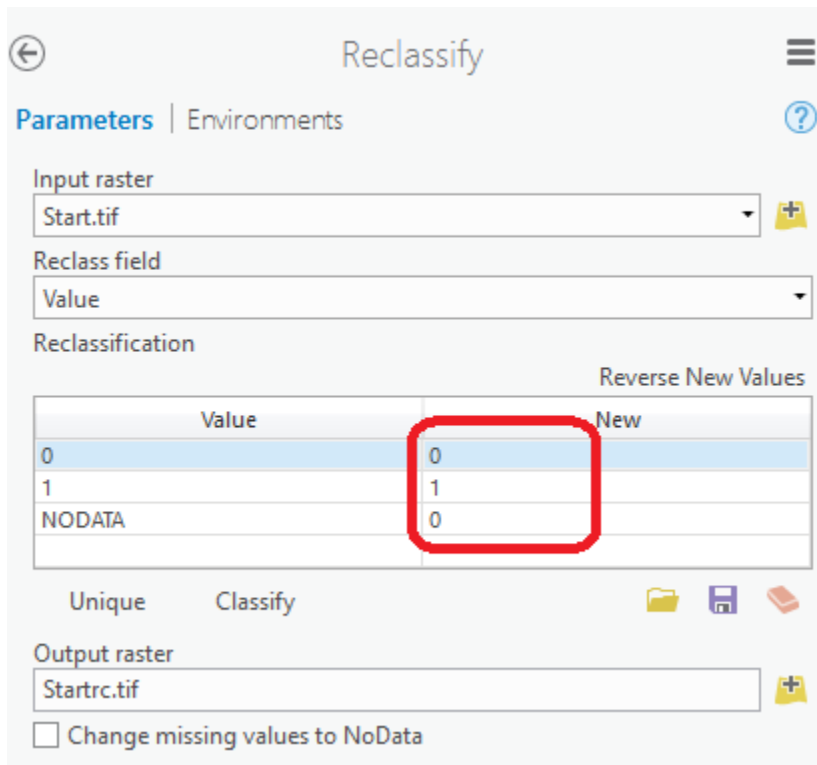 Reclassify
Parameters | Environments
?
Input raster
Start.tif
Reclass field
Value
Reclassification
Reverse New Values
Value New
0 0
1 1
NODATA 0
Unique Classify
Output raster
Startrc.tif
Change missing values to NoData